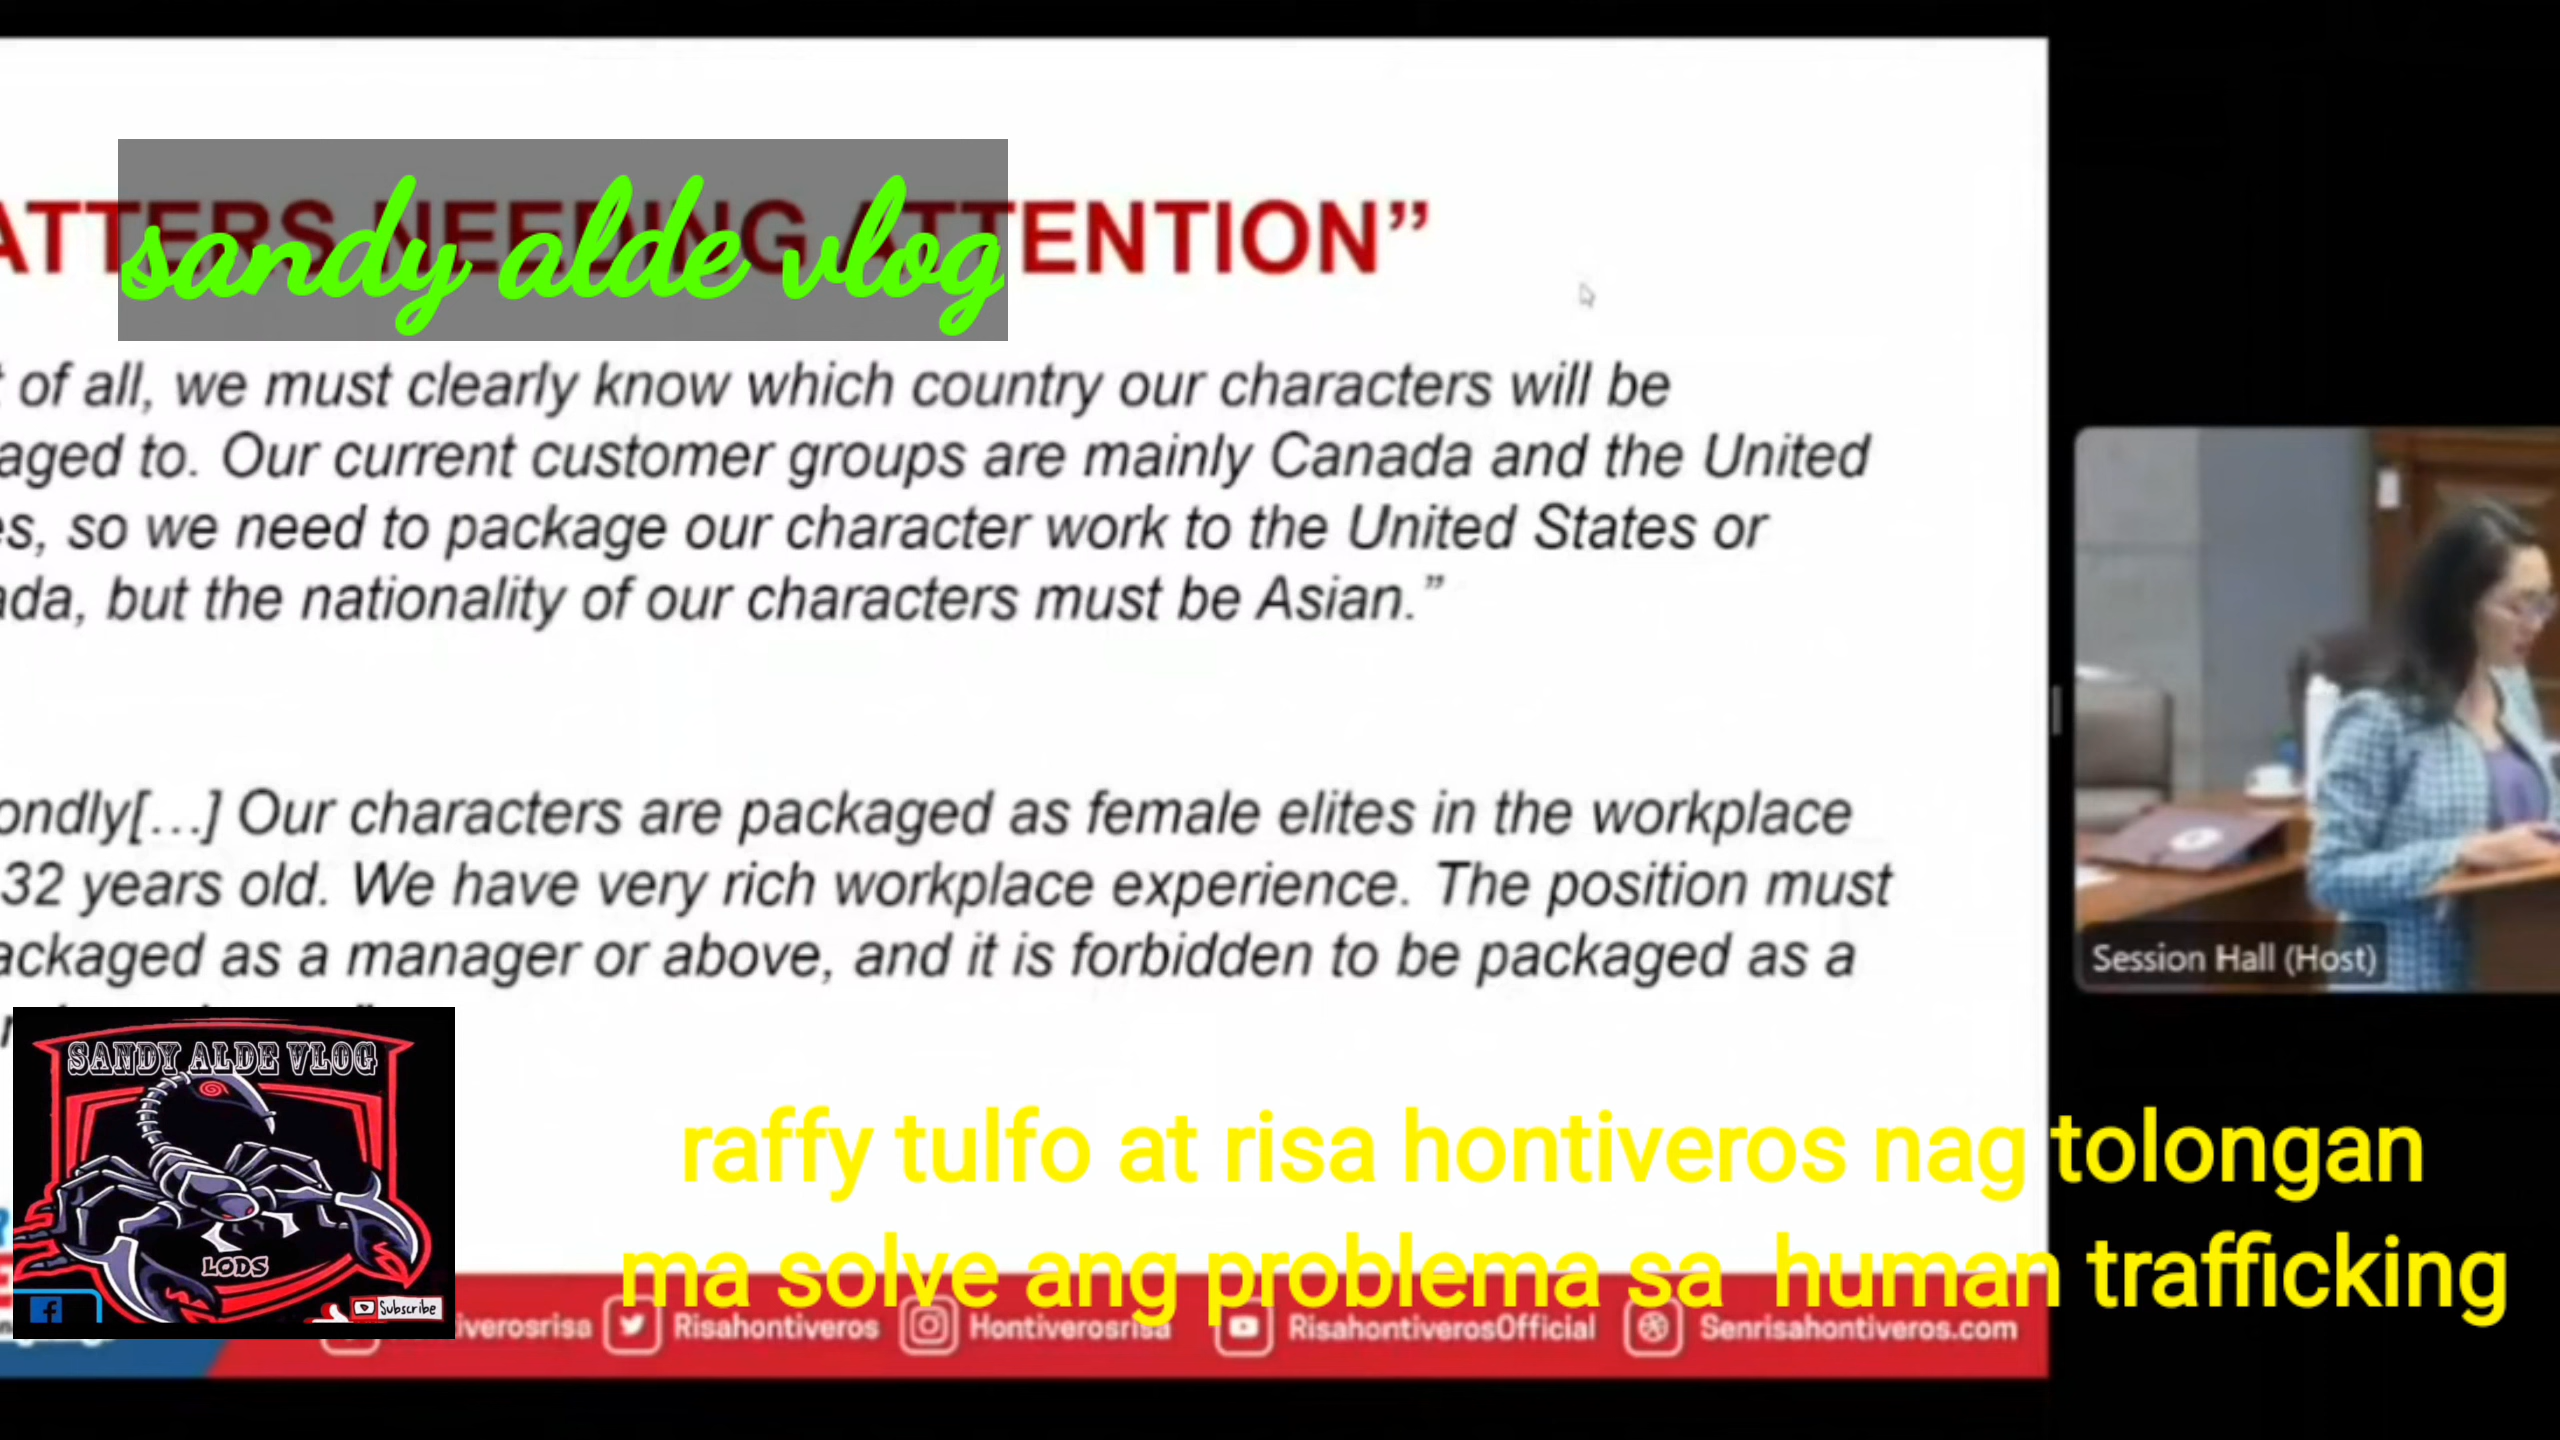 ATTERS NEEDING ATTENTION”
sandy alde vlog
of all, we must clearly know which country our characters will be
aged to. Our current customer groups are mainly Canada and the United
es, so we need to package our character work to the United States or
ada, but the nationality of our characters must be Asian.”
ondly[...] Our characters are packaged as female elites in the workplace
32 years old. We have very rich workplace experience. The position must
ackaged as a manager or above, and it is forbidden to be packaged as a
Session Hall (Host)
SANDY ALDE VLOG
LODS
Subscribe
raffy tulfo at risa hontiveros nag tolongan
ma solve ang problema sa human trafficking
iverosrisa Risahontiveros Hontiverosrisa RisahontiverosOfficial Senrisahontiveros.com